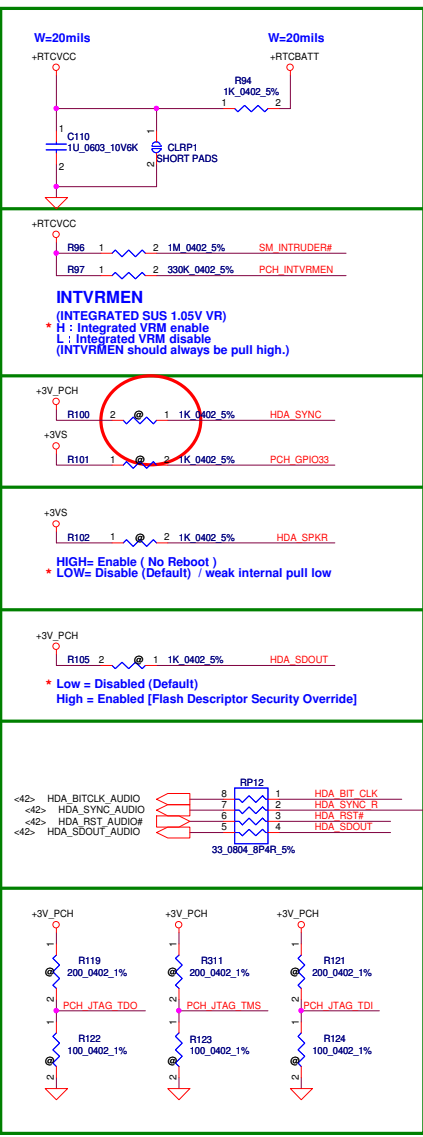 W=20mils W=20mils
+RTCVCC +RTCBATT
R94
1K_0402_5%
1 2
1 1
C110
1U_0603_10V6K CLRP1
2 2 SHORT PADS
+RTCVCC
R96 1 2 1M_0402_5% SM_INTRUDER#
R97 1 2 330K_0402_5% PCH_INTVRMEN
INTVRMEN
(INTEGRATED SUS 1.05V VR)
* H : Integrated VRM enable
L : Integrated VRM disable
(INTVRMEN should always be pull high.)
+3V_PCH
R100 2 @ 1 1K_0402_5% HDA_SYNC
+3VS
R101 1 @ 2 1K_0402_5% PCH_GPIO33
+3VS
R102 1 @ 2 1K_0402_5% HDA_SPKR
HIGH= Enable ( No Reboot )
* LOW= Disable (Default) / weak internal pull low
+3V_PCH
R105 2 @ 1 1K_0402_5% HDA_SDOUT
* Low = Disabled (Default)
High = Enabled [Flash Descriptor Security Override]
RP12
<42> HDA_BITCLK_AUDIO 8 1 HDA_BIT_CLK
<42> HDA_SYNC_AUDIO 7 2 HDA_SYNC_R
<42> HDA_RST_AUDIO# 6 3 HDA_RST#
<42> HDA_SDOUT_AUDIO 5 4 HDA_SDOUT
33_0804_8P4R_5%
+3V_PCH +3V_PCH +3V_PCH
1 1 1
R119 R311 R121
@ 200_0402_1% @ 200_0402_1% @ 200_0402_1%
2 2 2
PCH_JTAG_TDO PCH_JTAG_TMS PCH_JTAG_TDI
1 1 1
R122 R123 R124
@ 100_0402_1% @ 100_0402_1% @ 100_0402_1%
2 2 2